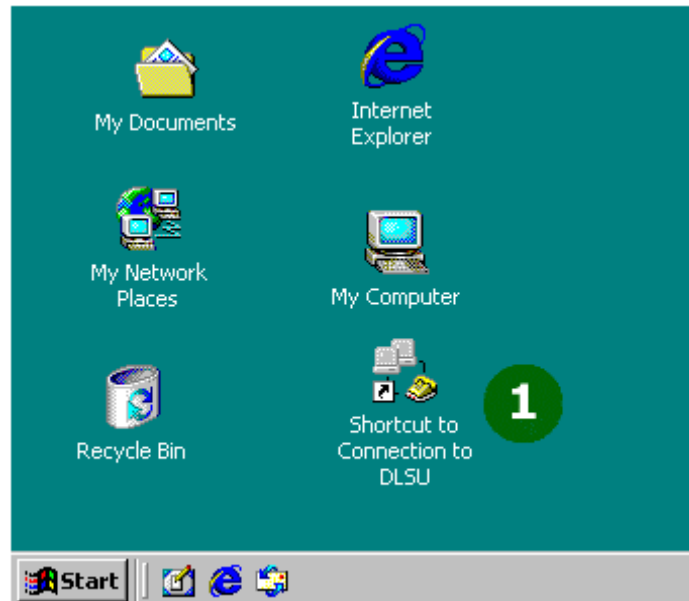 My Documents
Internet
Explorer
My Network
Places
My Computer
Recycle Bin
Shortcut to
Connection to
DLSU
1
Start